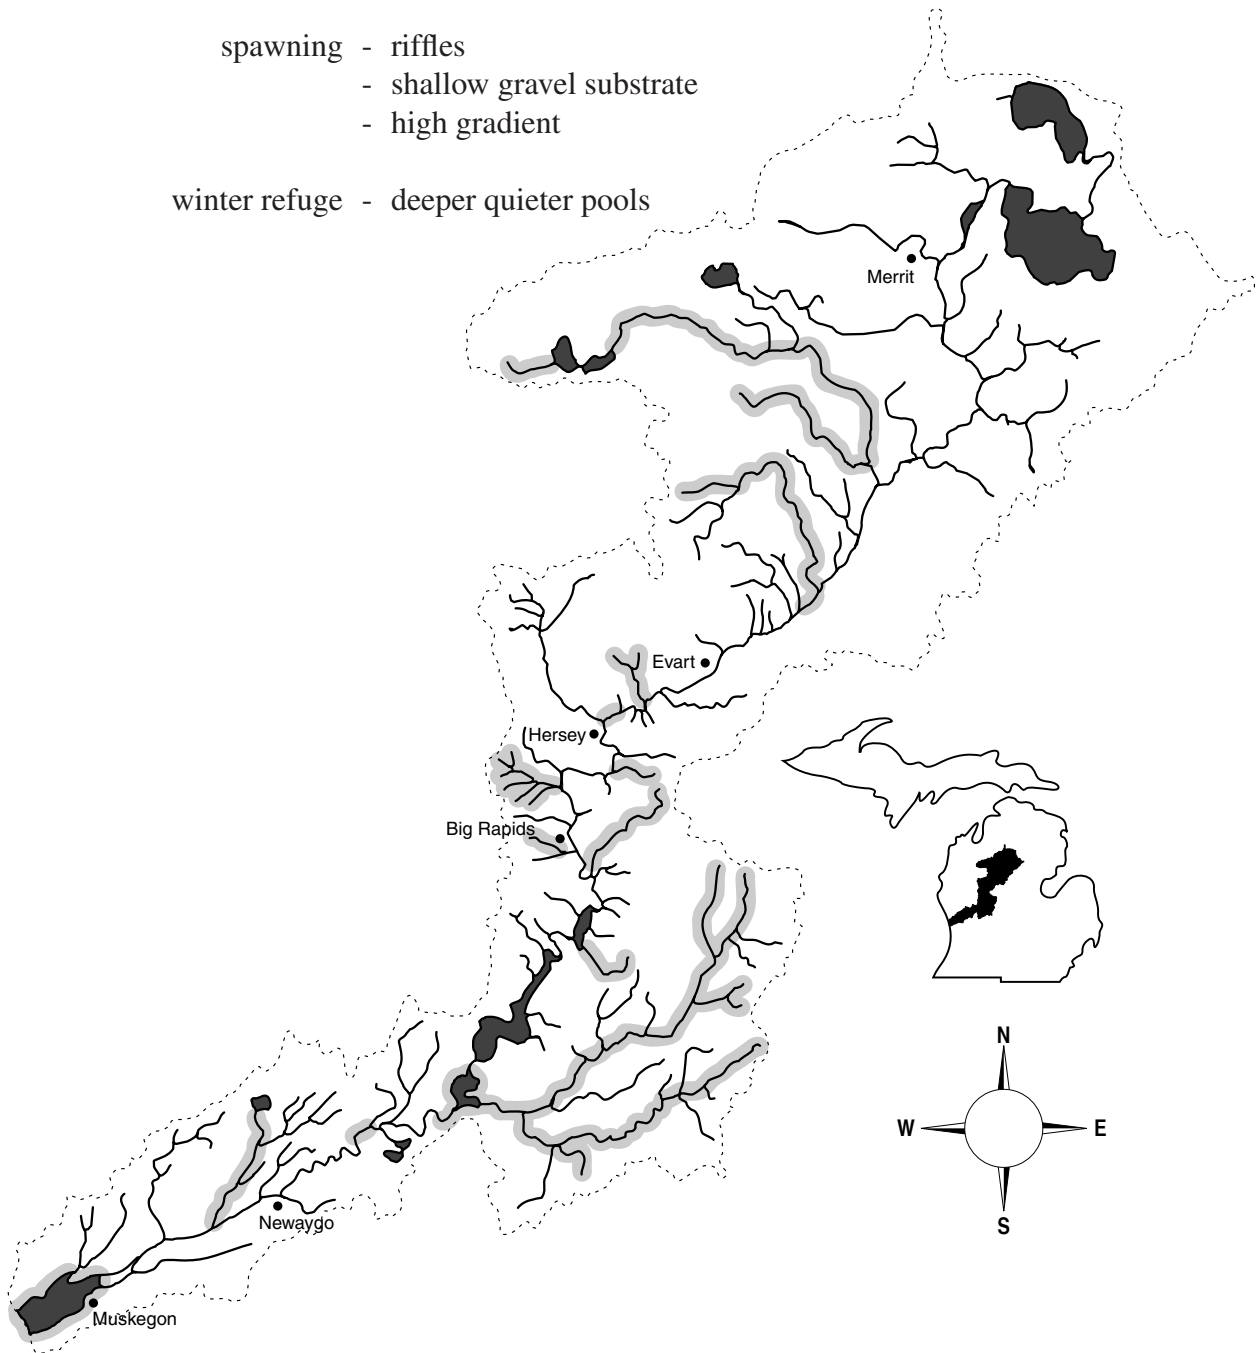 spawning - riffles
- shallow gravel substrate
- high gradient
winter refuge - deeper quieter pools
Merrit
Evart
Hersey
Big Rapids
N
W
E
S
Newaygo
Muskegon